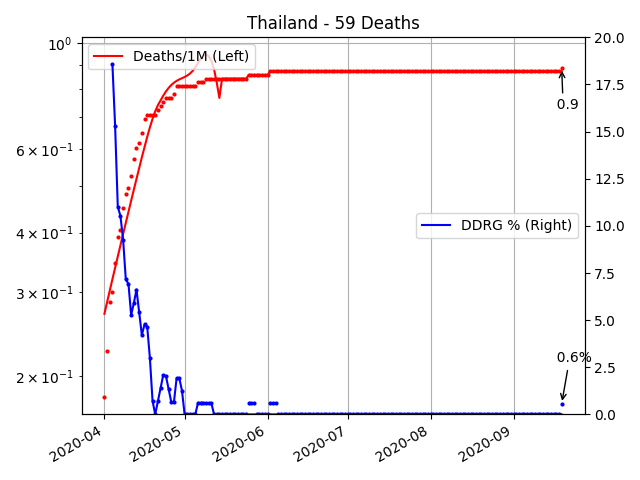 Thailand - 59 Deaths
10⁰
6 × 10⁻¹
4 × 10⁻¹
3 × 10⁻¹
2 × 10⁻¹
Deaths/1M (Left)
DDRG % (Right)
0.9
0.6%
20.0
17.5
15.0
12.5
10.0
7.5
5.0
2.5
0.0
2020-04
2020-05
2020-06
2020-07
2020-08
2020-09